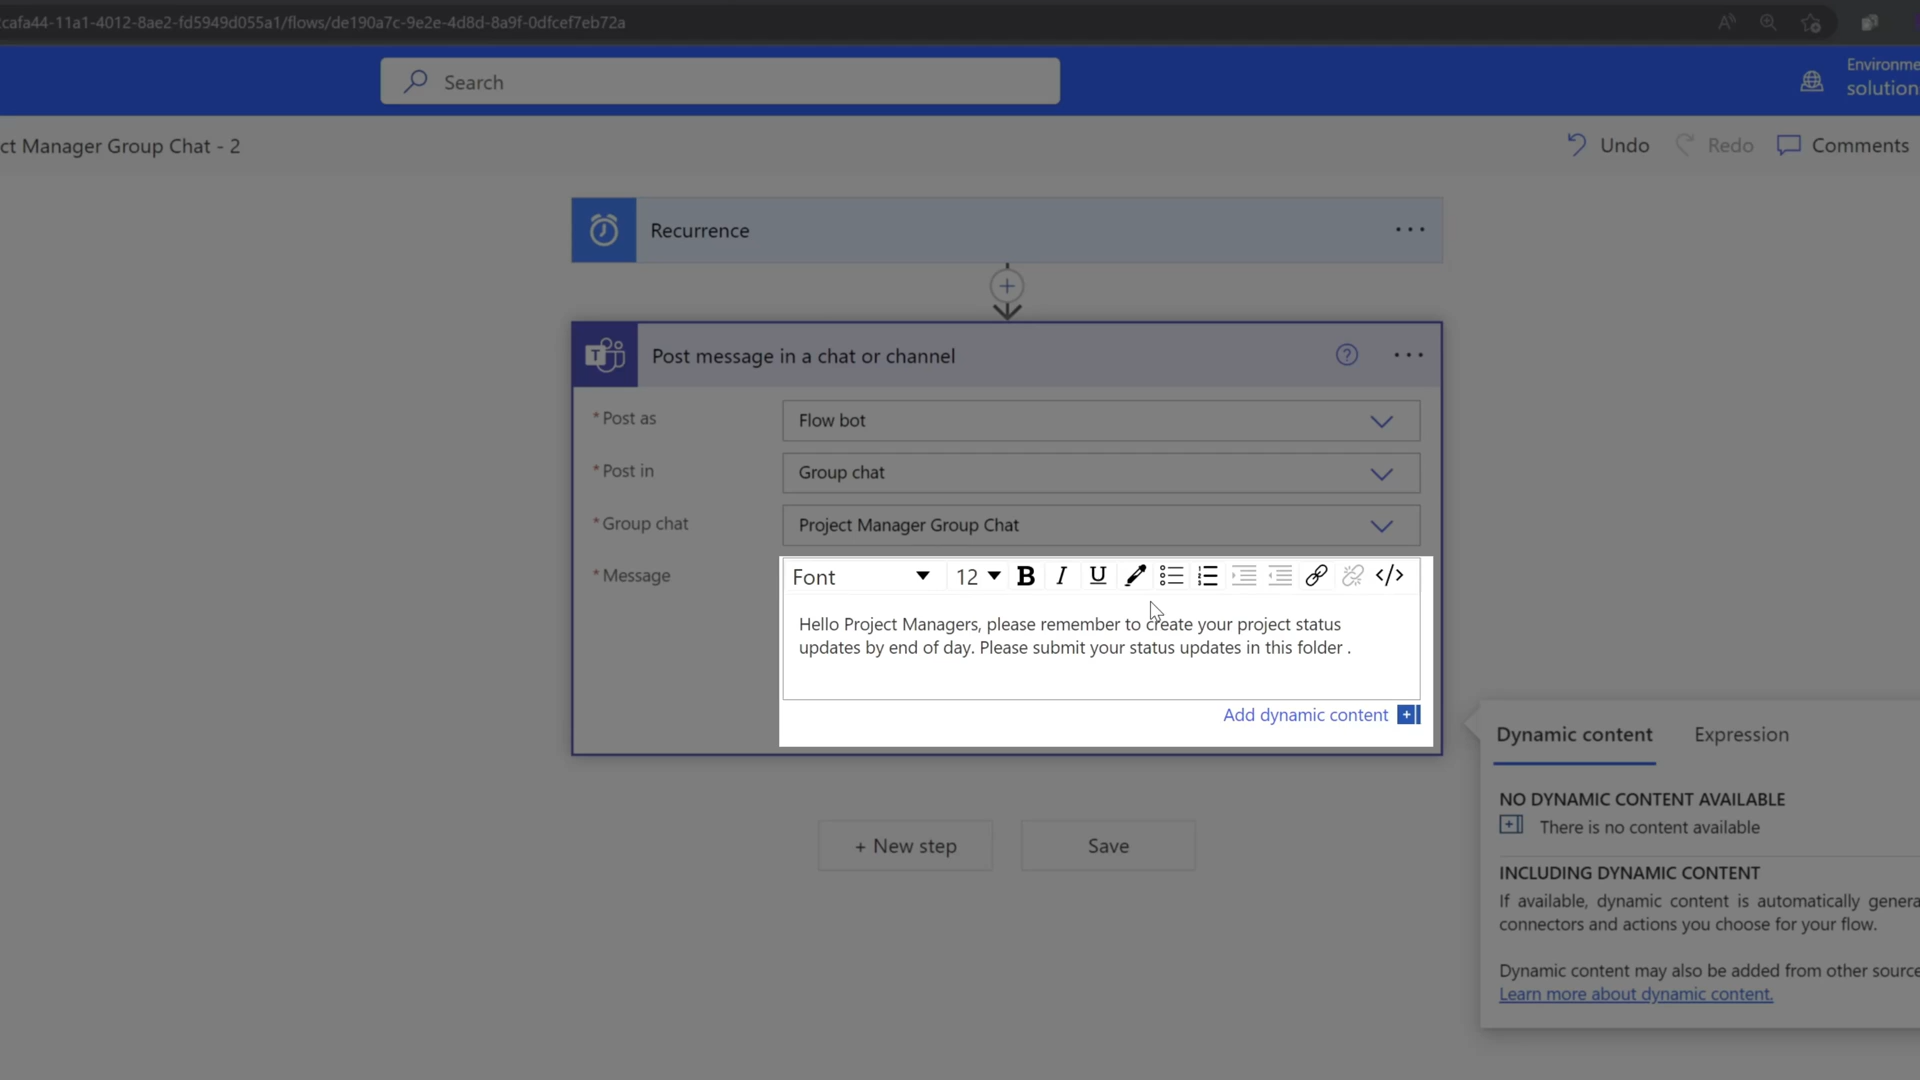 cafa44-11a1-4012-8ae2-fd5949d055a1/flows/de190a7c-9e2e-4d8d-8a9f-0dfcef7eb72a
Search
Environme
solution
ct Manager Group Chat - 2
Undo
Redo
Comments
Recurrence
Post message in a chat or channel
* Post as
Flow bot
* Post in
Group chat
* Group chat
Project Manager Group Chat
* Message
Font
12
Hello Project Managers, please remember to create your project status
updates by end of day. Please submit your status updates in this folder .
Add dynamic content
Dynamic content
Expression
NO DYNAMIC CONTENT AVAILABLE
There is no content available
+ New step
Save
INCLUDING DYNAMIC CONTENT
If available, dynamic content is automatically genera
connectors and actions you choose for your flow.
Dynamic content may also be added from other source
Learn more about dynamic content.